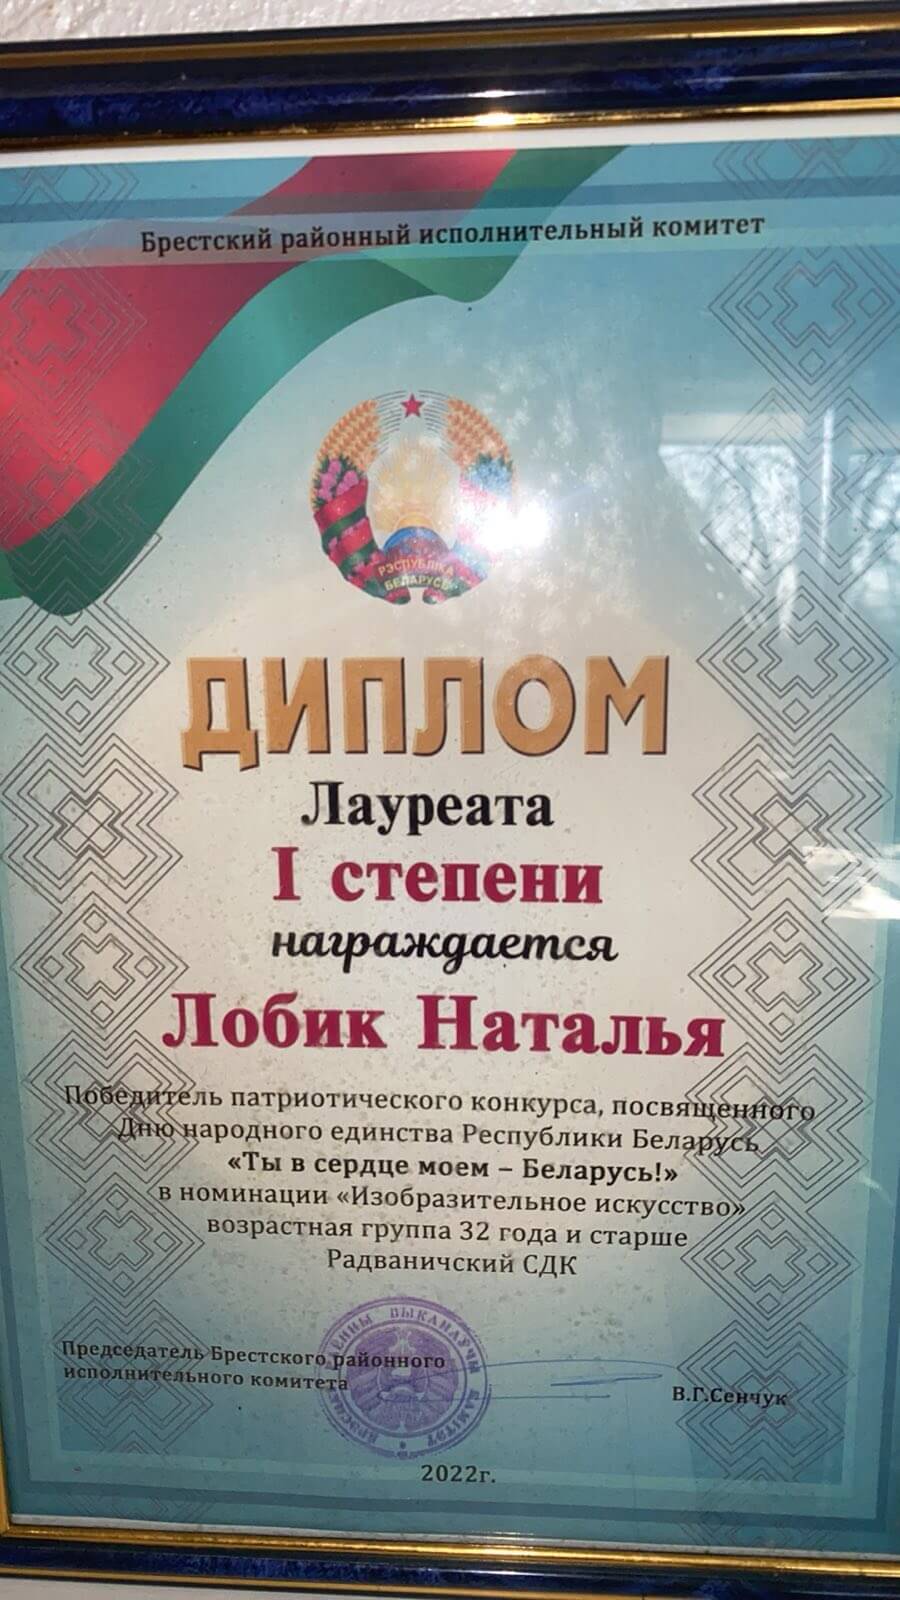 Брестский районный исполнительный комитет
РЭСПУБЛІКА
БЕЛАРУСЬ
ДИПЛОМ
Лауреата
I степени
награждается
Лобик Наталья
Победитель патриотического конкурса, посвященного
Дню народного единства Республики Беларусь
«Ты в сердце моем – Беларусь!»
в номинации «Изобразительное искусство»
возрастная группа 32 года и старше
Радваничский СДК
Председатель Брестского районного
исполнительного комитета
В.Г.Сенчук
ВЫКАНАЎЧЫ КАМІТЭТ
2022г.